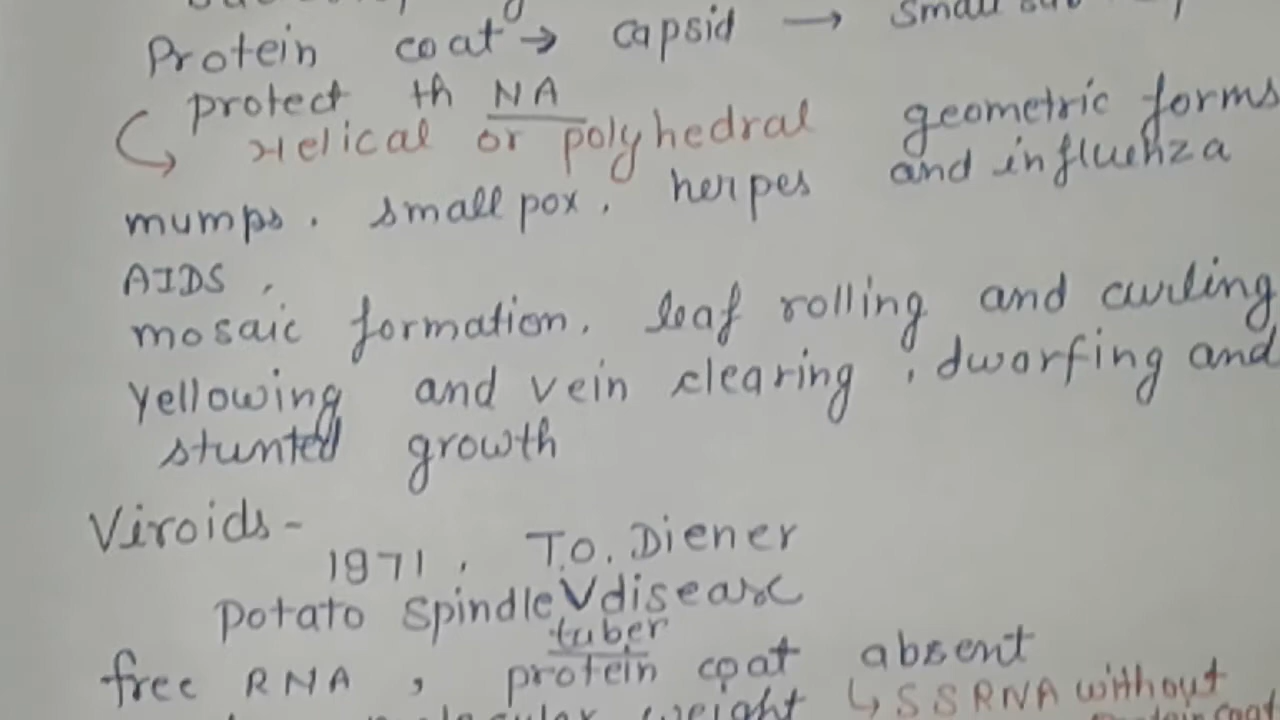 Protein coat → capsid → small
protect th NA
↳ Helical or polyhedral geometric forms
mumps. small pox. herpes and influenza
AIDS,
mosaic formation. leaf rolling and curling
Yellowing and vein clearing, dwarfing and
stunted growth
Viroids -
1971. T.O. Diener
Potato spindle V disease
tuber
free RNA, protein coat absent
weight ↳ SSRNA without